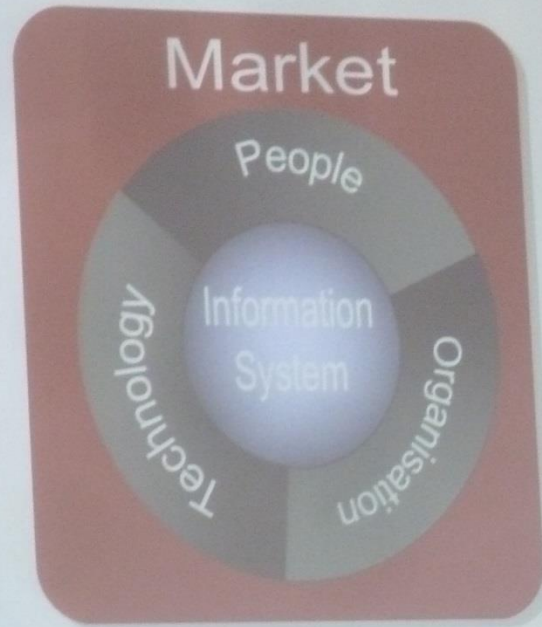 Market
People
Information
System
Technology
Organisation